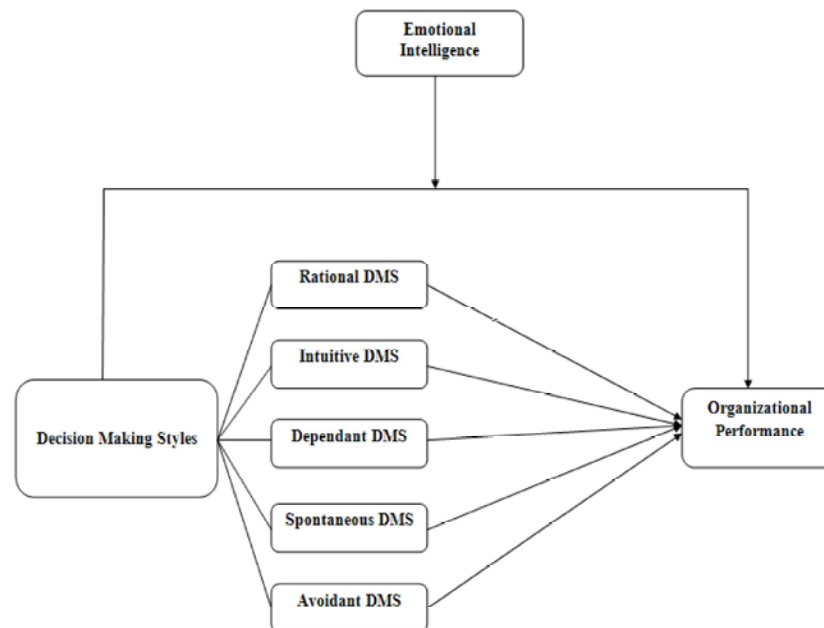 Emotional
Intelligence
Rational DMS
Intuitive DMS
Decision Making Styles
Dependant DMS
Organizational
Performance
Spontaneous DMS
Avoidant DMS